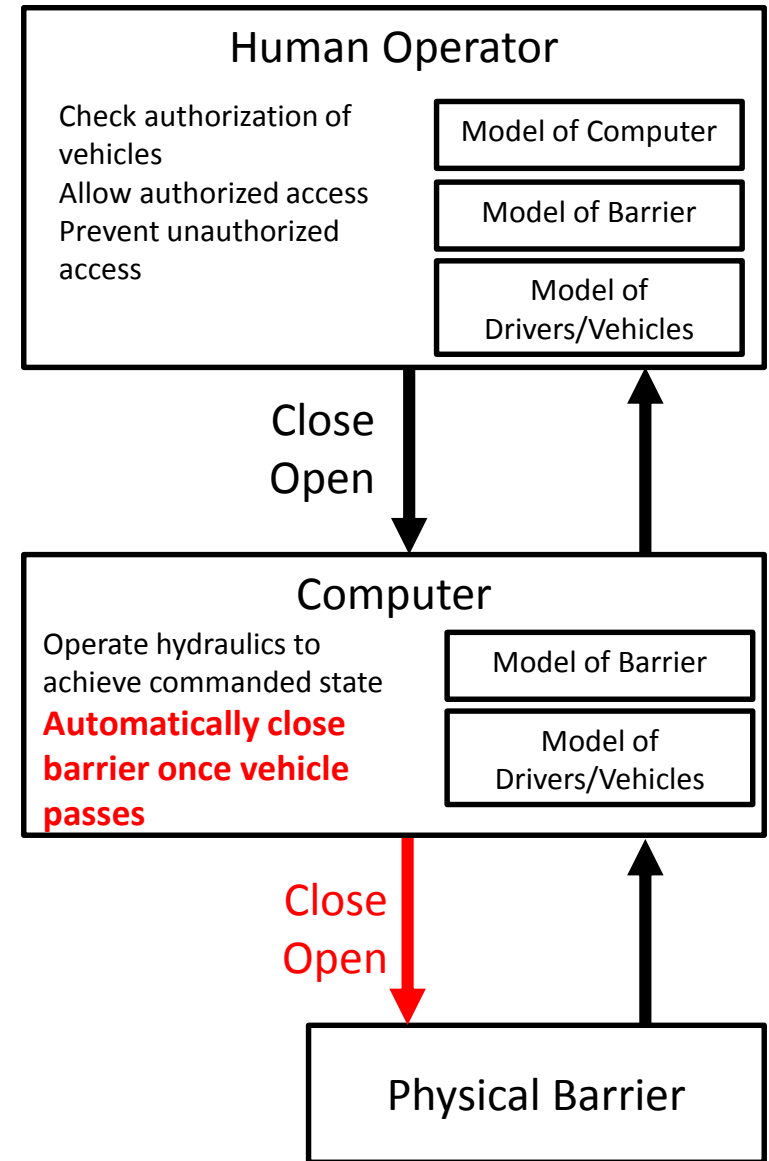 Human Operator
Check authorization of
vehicles
Allow authorized access
Prevent unauthorized
access
Model of Computer
Model of Barrier
Model of
Drivers/Vehicles
Close
Open
Computer
Operate hydraulics to
achieve commanded state
Automatically close
barrier once vehicle
passes
Model of Barrier
Model of
Drivers/Vehicles
Close
Open
Physical Barrier